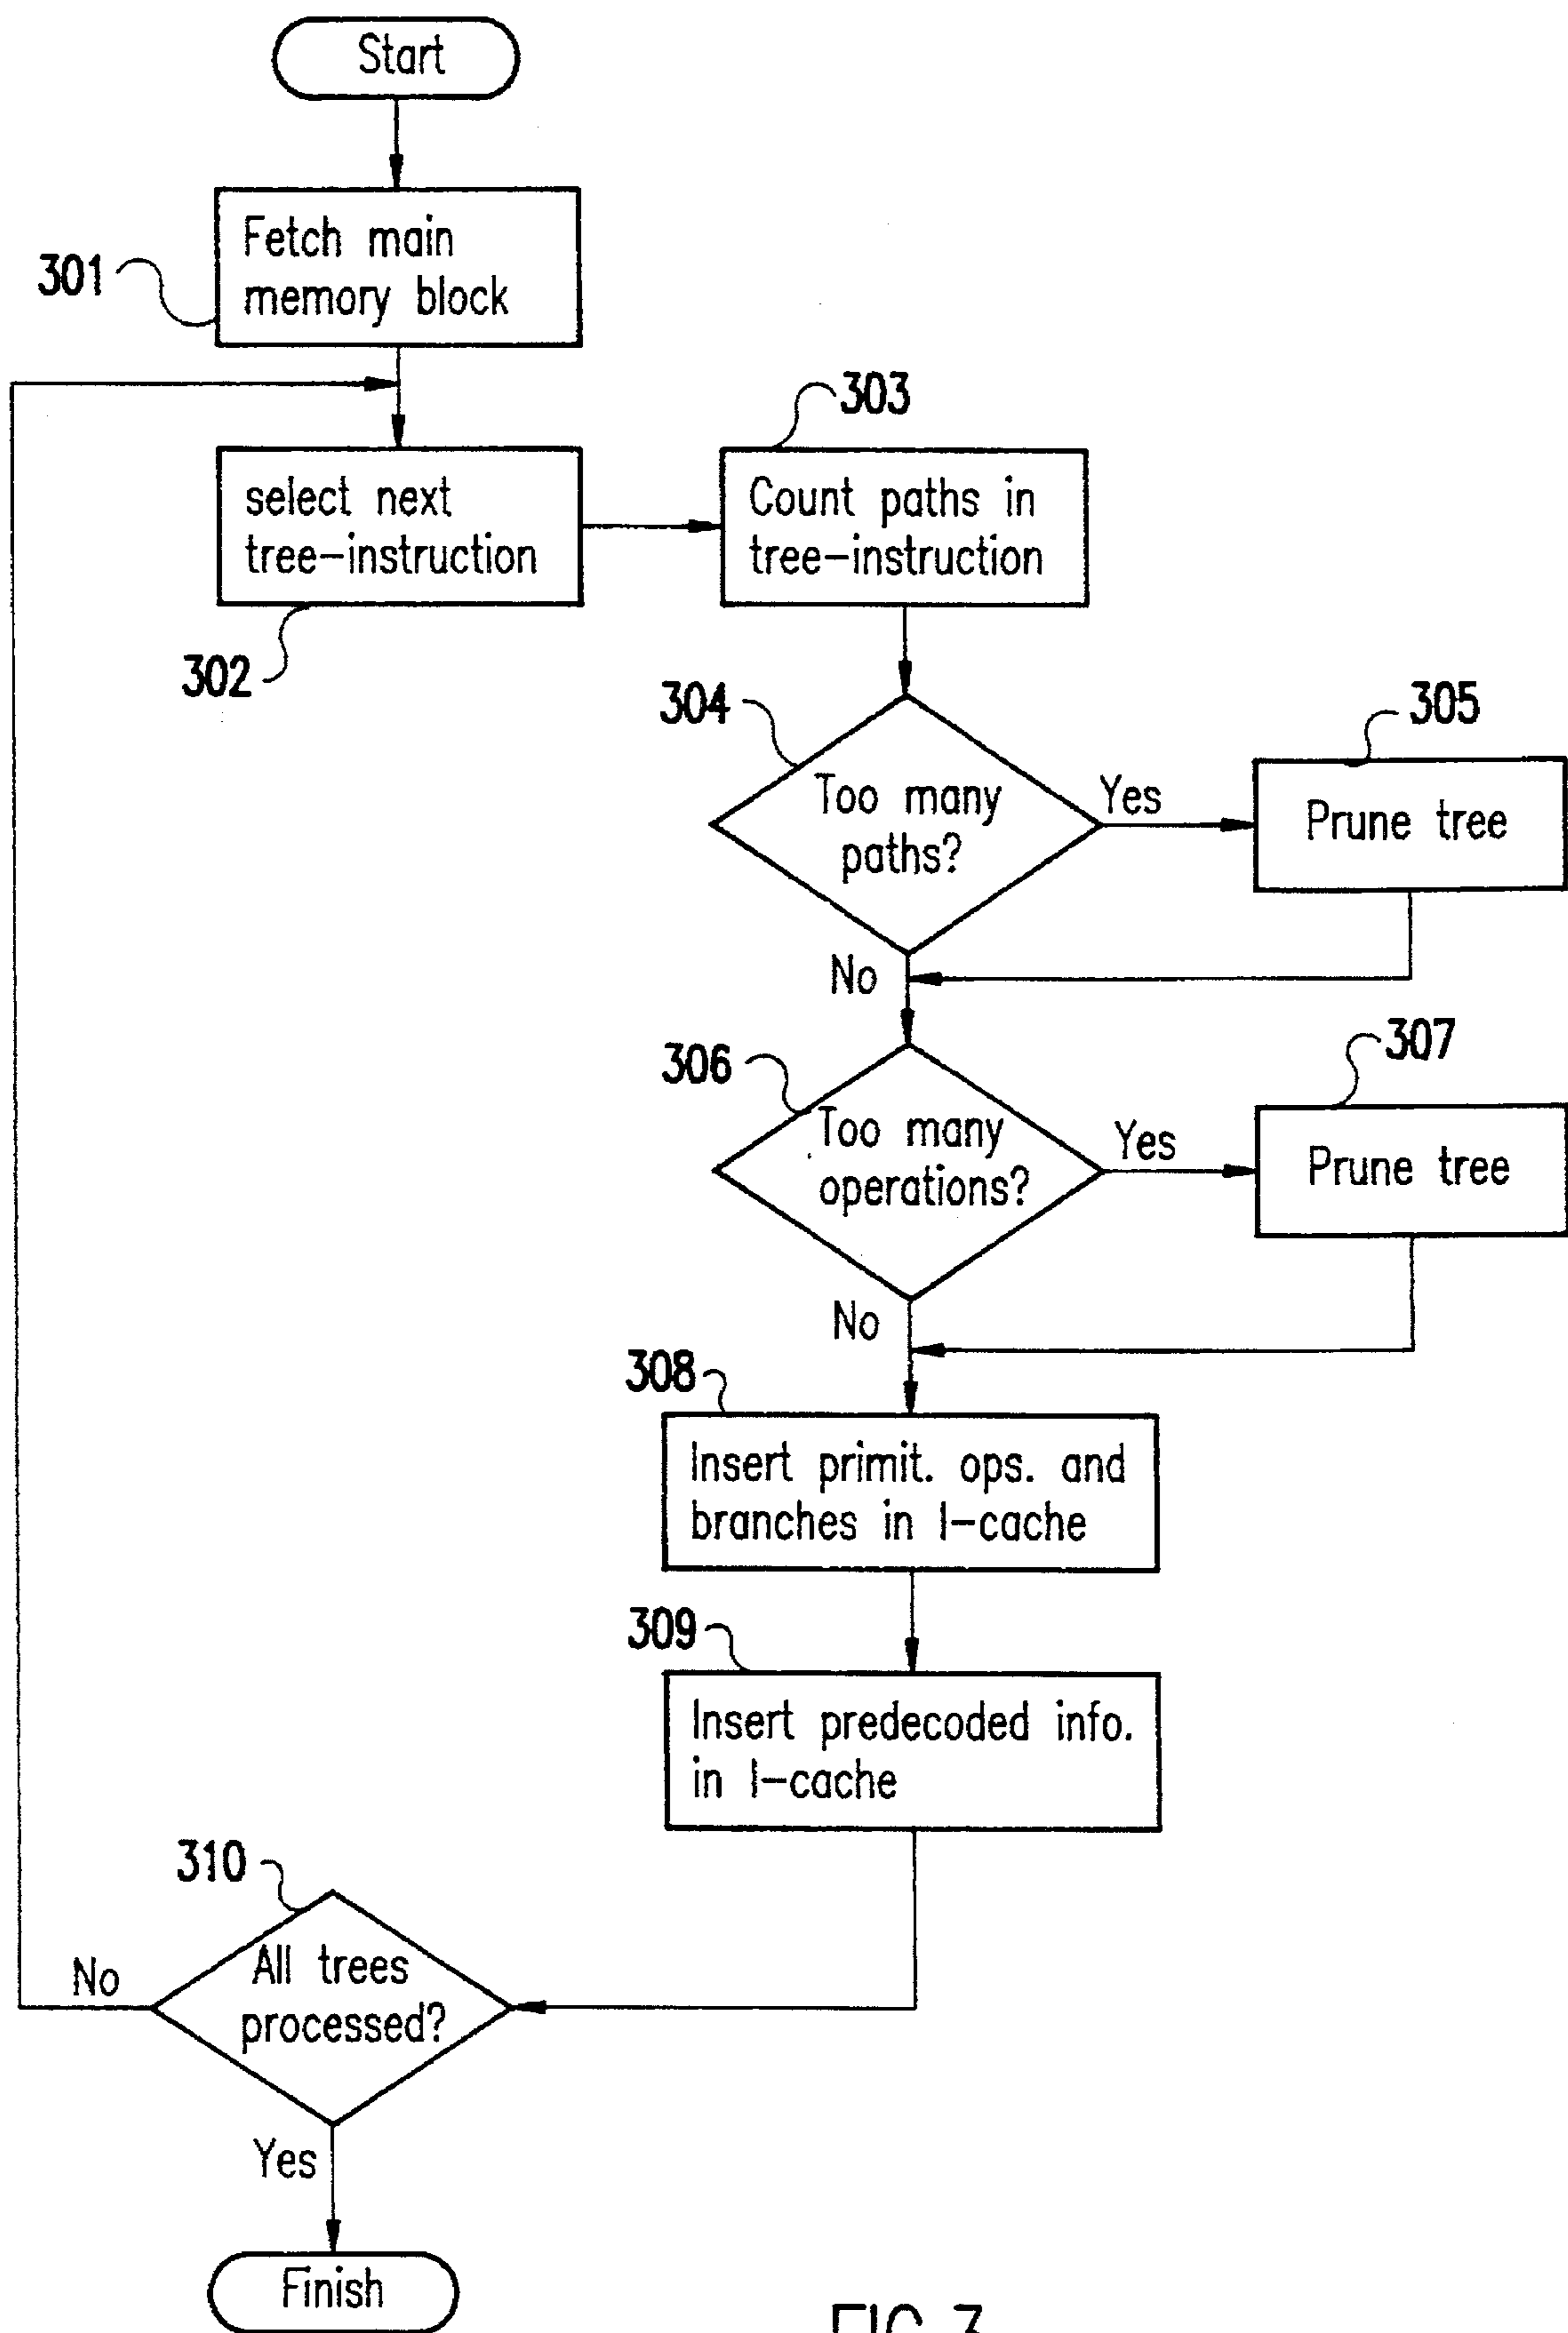 Start
Fetch main
memory block
301
303
select next
tree-instruction
Count paths in
tree-instruction
302
304
305
Too many
paths?
Yes
Prune tree
No
306
307
Too many
operations?
Yes
Prune tree
No
308
Insert primit. ops. and
branches in I-cache
309
Insert predecoded info.
in I-cache
310
All trees
processed?
No
Yes
Finish
FIG.3